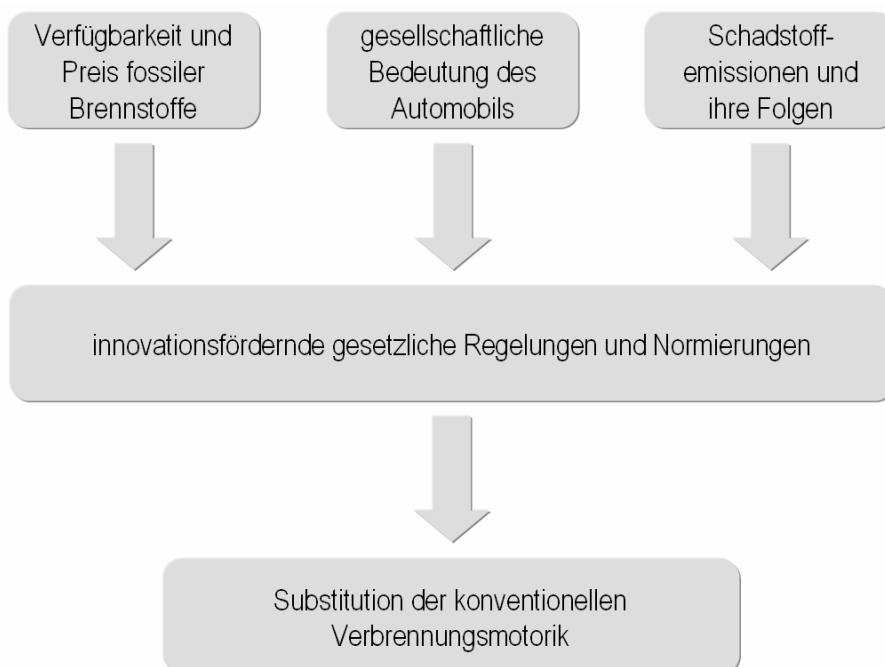 Verfügbarkeit und
Preis fossiler
Brennstoffe
gesellschaftliche
Bedeutung des
Automobils
Schadstoff-
emissionen und
ihre Folgen
innovationsfördernde gesetzliche Regelungen und Normierungen
Substitution der konventionellen
Verbrennungsmotorik